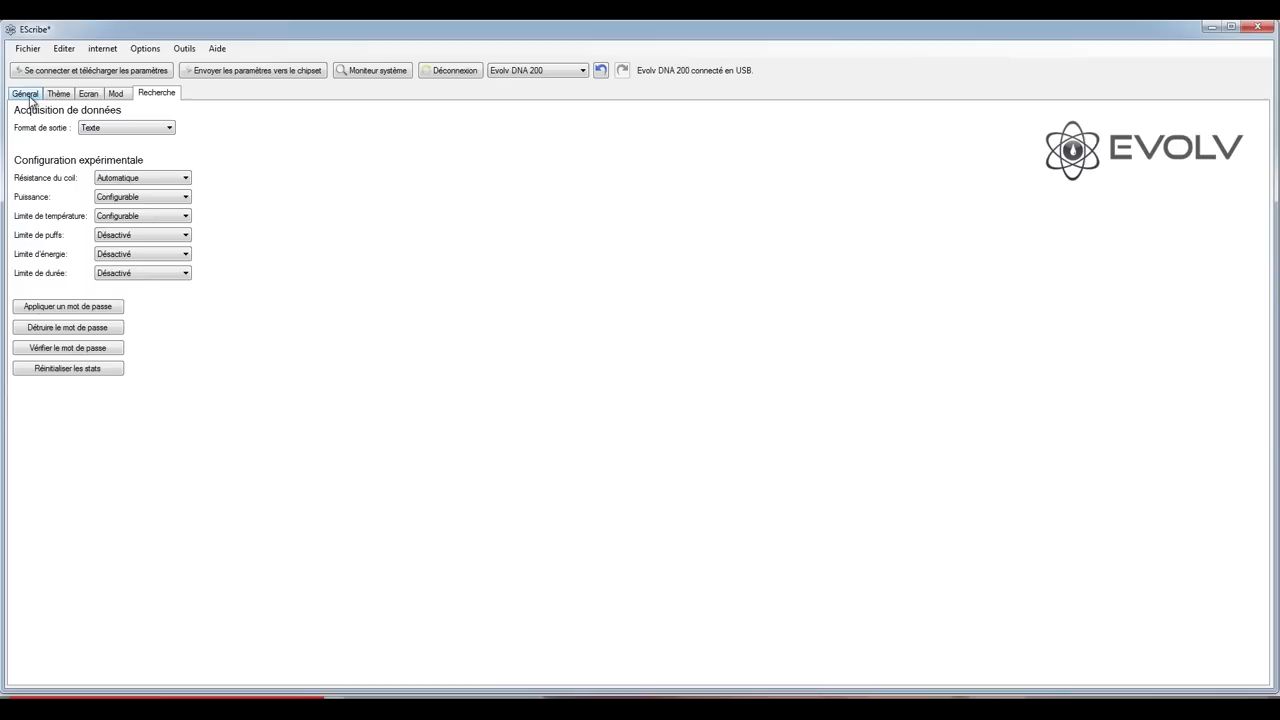 EScribe*
Fichier Editer internet Options Outils Aide
Se connecter et télécharger les paramètres Envoyer les paramètres vers le chipset Moniteur système Déconnexion Evolv DNA 200 Evolv DNA 200 connecté en USB.
Géneral Thème Ecran Mod Recherche
Acquisition de données
Format de sortie : Texte
EVOLV
Configuration expérimentale
Résistance du coil: Automatique
Puissance: Configurable
Limite de température: Configurable
Limite de puffs: Désactivé
Limite d'énergie: Désactivé
Limite de durée: Désactivé
Appliquer un mot de passe
Détruire le mot de passe
Vérifier le mot de passe
Réinitialiser les stats